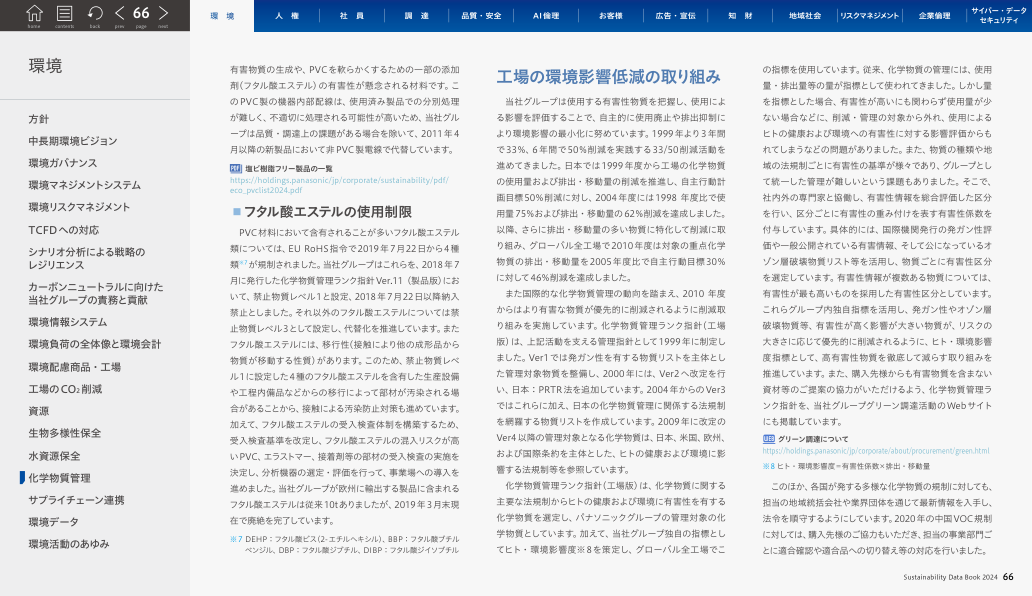 home
contents
back
prev
66
page
next
環 境
人 権
社 員
調 達
品質・安全
AI倫理
お客様
広告・宣伝
知 財
地域社会
リスクマネジメント
企業倫理
サイバー・データ
セキュリティ
環境
方針
中長期環境ビジョン
環境ガバナンス
環境マネジメントシステム
環境リスクマネジメント
TCFDへの対応
シナリオ分析による戦略の
レジリエンス
カーボンニュートラルに向けた
当社グループの責務と貢献
環境情報システム
環境負荷の全体像と環境会計
環境配慮商品・工場
工場のCO2削減
資源
生物多様性保全
水資源保全
化学物質管理
サプライチェーン連携
環境データ
環境活動のあゆみ
有害物質の生成や、PVCを軟らかくするための一部の添加
剤(フタル酸エステル)の有害性が懸念される材料です。こ
のPVC製の機器内部配線は、使用済み製品での分別処理
が難しく、不適切に処理される可能性が高いため、当社グル
ープは品質・調達上の課題がある場合を除いて、2011年4
月以降の新製品において非PVC製電線で代替しています。
PDF 塩ビ樹脂フリー製品の一覧
https://holdings.panasonic/jp/corporate/sustainability/pdf/
eco_pvclist2024.pdf
■ フタル酸エステルの使用制限
PVC材料において含有されることが多いフタル酸エステル
類については、EU RoHS指令で2019年7月22日から4種
類※7が規制されました。当社グループはこれらを、2018年7
月に発行した化学物質管理ランク指針Ver.11(製品版)にお
いて、禁止物質レベル1と設定、2018年7月22日以降納入
禁止としました。それ以外のフタル酸エステルについては禁
止物質レベル3として設定し、代替化を推進しています。また
フタル酸エステルには、移行性(接触により他の成形品から
物質が移動する性質)があります。このため、禁止物質レベ
ル1に設定した4種のフタル酸エステルを含有した生産設備
や工程内備品などからの移行によって部材が汚染される場
合があることから、接触による汚染防止対策も進めています。
加えて、フタル酸エステルの受入検査体制を構築するため、
受入検査基準を改定し、フタル酸エステルの混入リスクが高
いPVC、エラストマー、接着剤等の部材の受入検査の実施を
決定し、分析機器の選定・評価を行って、事業場への導入を
進めました。当社グループが欧州に輸出する製品に含まれる
フタル酸エステルは従来10tありましたが、2019年3月末現
在で廃絶を完了しています。
※7 DEHP:フタル酸ビス(2-エチルヘキシル)、BBP:フタル酸ブチル
ベンジル、DBP:フタル酸ジブチル、DIBP:フタル酸ジイソブチル
工場の環境影響低減の取り組み
当社グループは使用する有害性物質を把握し、使用によ
る影響を評価することで、自主的に使用廃止や排出抑制に
より環境影響の最小化に努めています。1999年より3年間
で33%、6年間で50%削減を実践する33/50削減活動を
進めてきました。日本では1999年度から工場の化学物質
の使用量および排出・移動量の削減を推進し、自主行動計
画目標50%削減に対し、2004年度には1998年度比で使
用量75%および排出・移動量の62%削減を達成しました。
以降、さらに排出・移動量の多い物質に特化して削減に取
り組み、グローバル全工場で2010年度は対象の重点化学
物質の排出・移動量を2005年度比で自主行動目標30%
に対して46%削減を達成しました。
また国際的な化学物質管理の動向を踏まえ、2010年度
からはより有害な物質が優先的に削減されるように削減取
り組みを実施しています。化学物質管理ランク指針(工場
版)は、上記活動を支える管理指針として1999年に制定し
ました。Ver1では発ガン性を有する物質リストを主体とし
た管理対象物質を整備し、2000年には、Ver2へ改定を行
い、日本:PRTR法を追加しています。2004年からのVer3
ではこれらに加え、日本の化学物質管理に関係する法規制
を網羅する物質リストを作成しています。2009年に改定の
Ver4以降の管理対象となる化学物質は、日本、米国、欧州、
および国際条約を主体とした、ヒトの健康および環境に影
響する法規制等を参照しています。
化学物質管理ランク指針(工場版)は、化学物質に関する
主要な法規制からヒトの健康および環境に有害性を有する
化学物質を選定し、パナソニックグループの管理対象の化
学物質としています。加えて、当社グループ独自の指標とし
てヒト・環境影響度※8を策定し、グローバル全工場でこ
の指標を使用しています。従来、化学物質の管理には、使用
量・排出量等の量が指標として使われてきました。しかし量
を指標とした場合、有害性が高いにも関わらず使用量が少
ない場合などに、削減・管理の対象から外れ、使用による
ヒトの健康および環境への有害性に対する影響評価からも
れてしまうなどの問題がありました。また、物質の種類や地
域の法規制ごとに有害性の基準が様々であり、グループとし
て統一した管理が難しいという課題もありました。そこで、
社内外の専門家と協働し、有害性情報を総合評価した区分
を行い、区分ごとに有害性の重み付けを表す有害性係数を
付与しています。具体的には、国際機関発行の発ガン性評
価や一般公開されている有害情報、そして公になっているオ
ゾン層破壊物質リスト等を活用し、物質ごとに有害性区分
を選定しています。有害性情報が複数ある物質については、
有害性が最も高いものを採用した有害性区分としています。
これらグループ内独自指標を活用し、発ガン性やオゾン層
破壊物質等、有害性が高く影響が大きい物質が、リスクの
大きさに応じて優先的に削減されるように、ヒト・環境影響
度指標として、高有害性物質を徹底して減らす取り組みを
推進しています。また、購入先様からも有害物質を含まない
資材等のご提案の協力がいただけるよう、化学物質管理ラ
ンク指針を、当社グループグリーン調達活動のWebサイト
にも掲載しています。
WEB グリーン調達について
https://holdings.panasonic/jp/corporate/about/procurement/green.html
※8 ヒト・環境影響度=有害性係数×排出・移動量
このほか、各国が発する多様な化学物質の規制に対しても、
担当の地域統括会社や業界団体を通じて最新情報を入手し、
法令を順守するようにしています。2020年の中国VOC規制
に対しては、購入先様のご協力もいただき、担当の事業部門ご
とに適合確認や適合品への切り替え等の対応を行いました。
Sustainability Data Book 2024 66